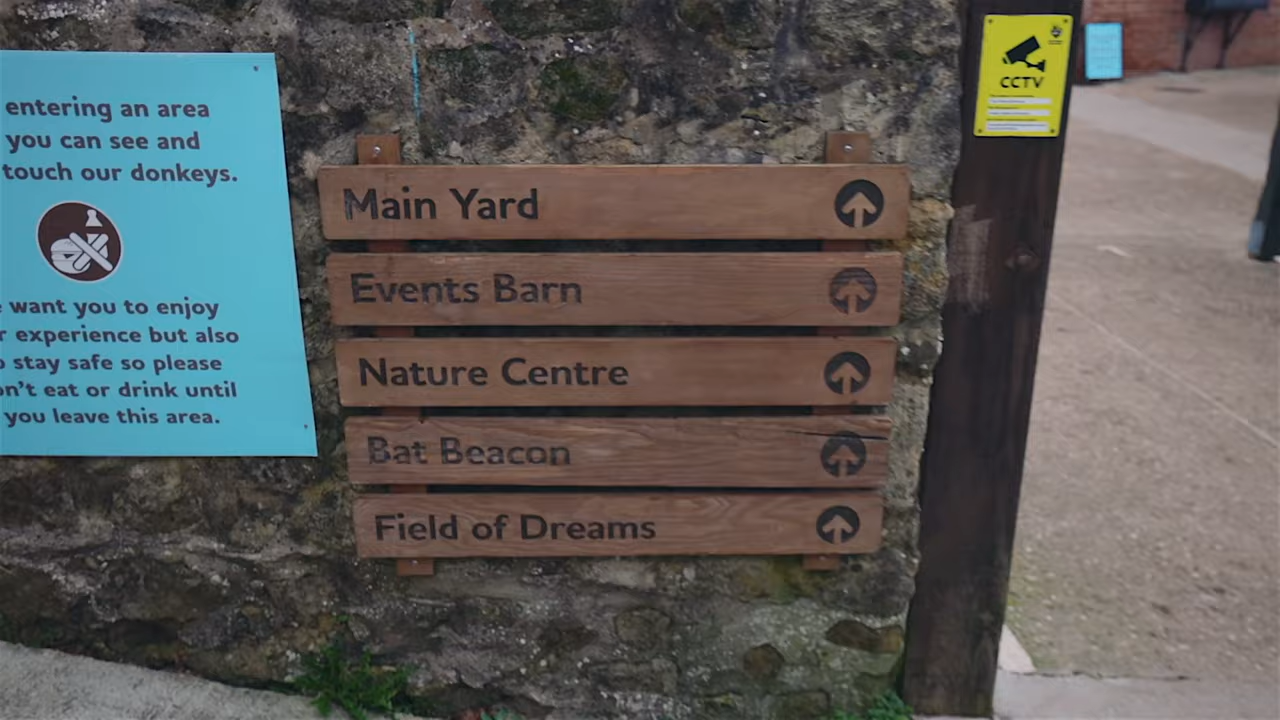 entering an area
you can see and
touch our donkeys.
want you to enjoy
experience but also
stay safe so please
eat or drink until
you leave this area.
Main Yard
Events Barn
Nature Centre
Bat Beacon
Field of Dreams
CCTV